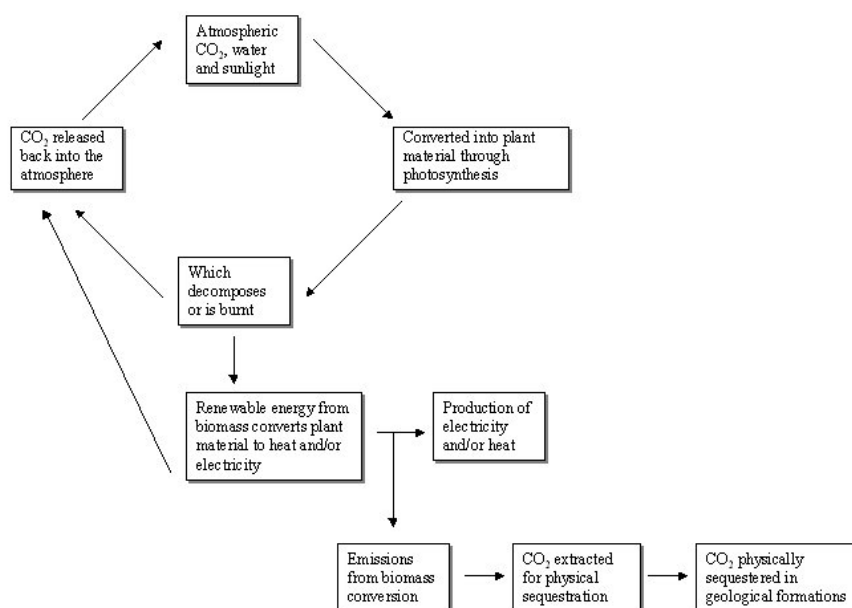 Atmospheric
CO₂, water
and sunlight
CO₂ released
back into the
atmosphere
Converted into plant
material through
photosynthesis
Which
decomposes
or is burnt
Renewable energy from
biomass converts plant
material to heat and/or
electricity
Production of
electricity
and/or heat
Emissions
from biomass
conversion
CO₂ extracted
for physical
sequestration
CO₂ physically
sequestered in
geological formations